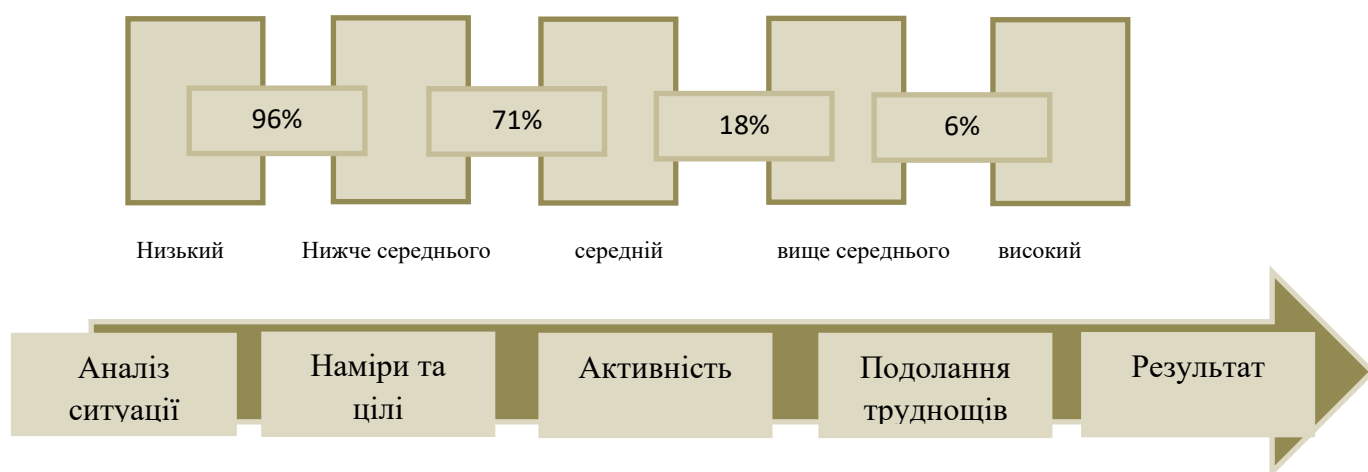 96%
71%
18%
6%
Низький
Нижче середнього
середній
вище середнього
високий
Аналіз
ситуації
Наміри та
цілі
Активність
Подолання
труднощів
Результат